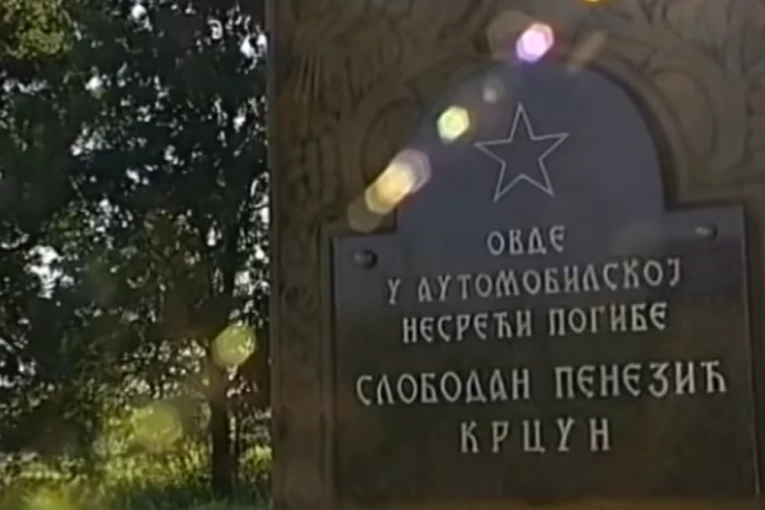 ОВДЕ
У АУТОМОБИЛСКОЈ
НЕСРЕЋИ ПОГИБЕ
СЛОБОДАН ПЕНЕЗИЋ
КРЦУН